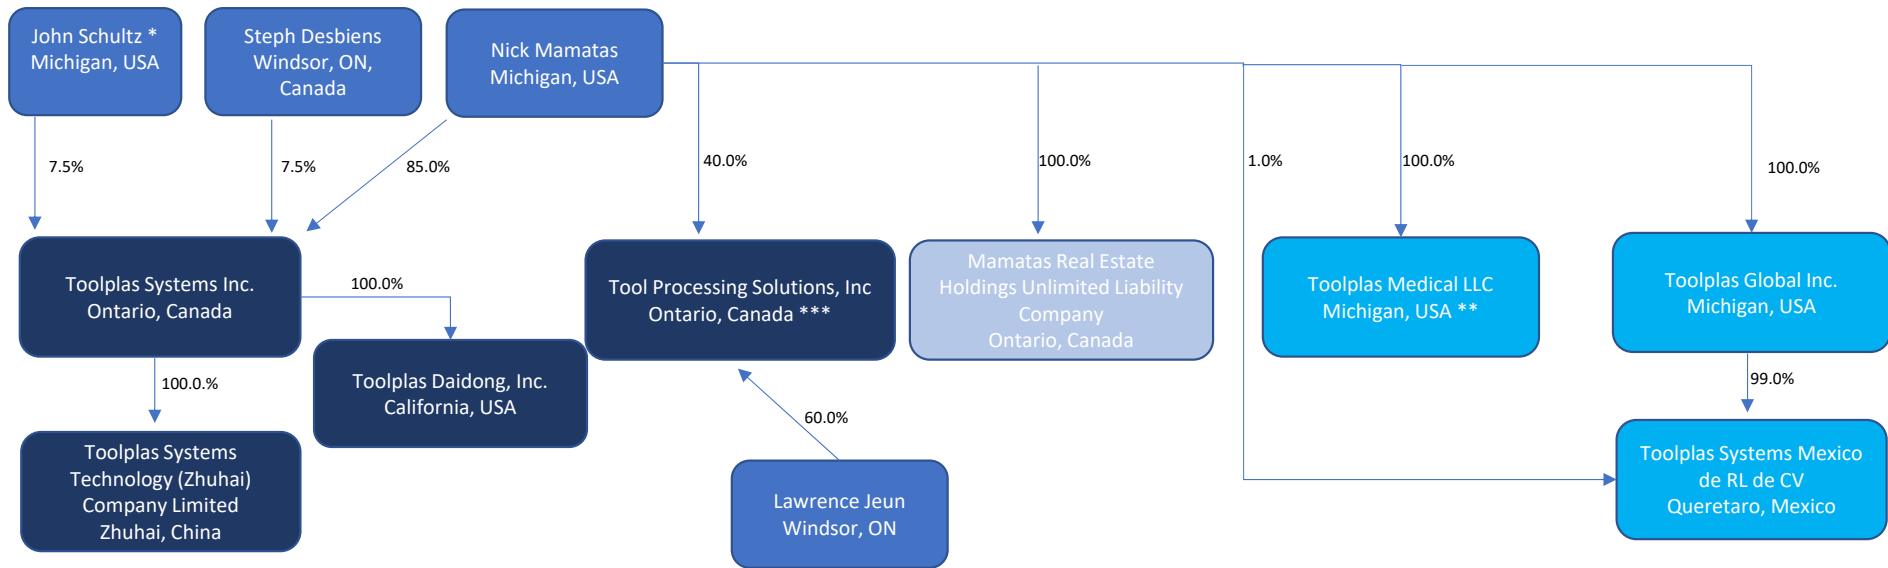 John Schultz *
Michigan, USA
Steph Desbiens
Windsor, ON,
Canada
Nick Mamatas
Michigan, USA
7.5%
7.5%
85.0%
40.0%
100.0%
1.0%
100.0%
100.0%
Toolplas Systems Inc.
Ontario, Canada
100.0%
Tool Processing Solutions, Inc
Ontario, Canada ***
Mamatas Real Estate
Holdings Unlimited Liability
Company
Ontario, Canada
Toolplas Medical LLC
Michigan, USA **
Toolplas Global Inc.
Michigan, USA
100.0.%
Toolplas Daidong, Inc.
California, USA
60.0%
99.0%
Toolplas Systems
Technology (Zhuhai)
Company Limited
Zhuhai, China
Lawrence Jeun
Windsor, ON
Toolplas Systems Mexico
de RL de CV
Queretaro, Mexico